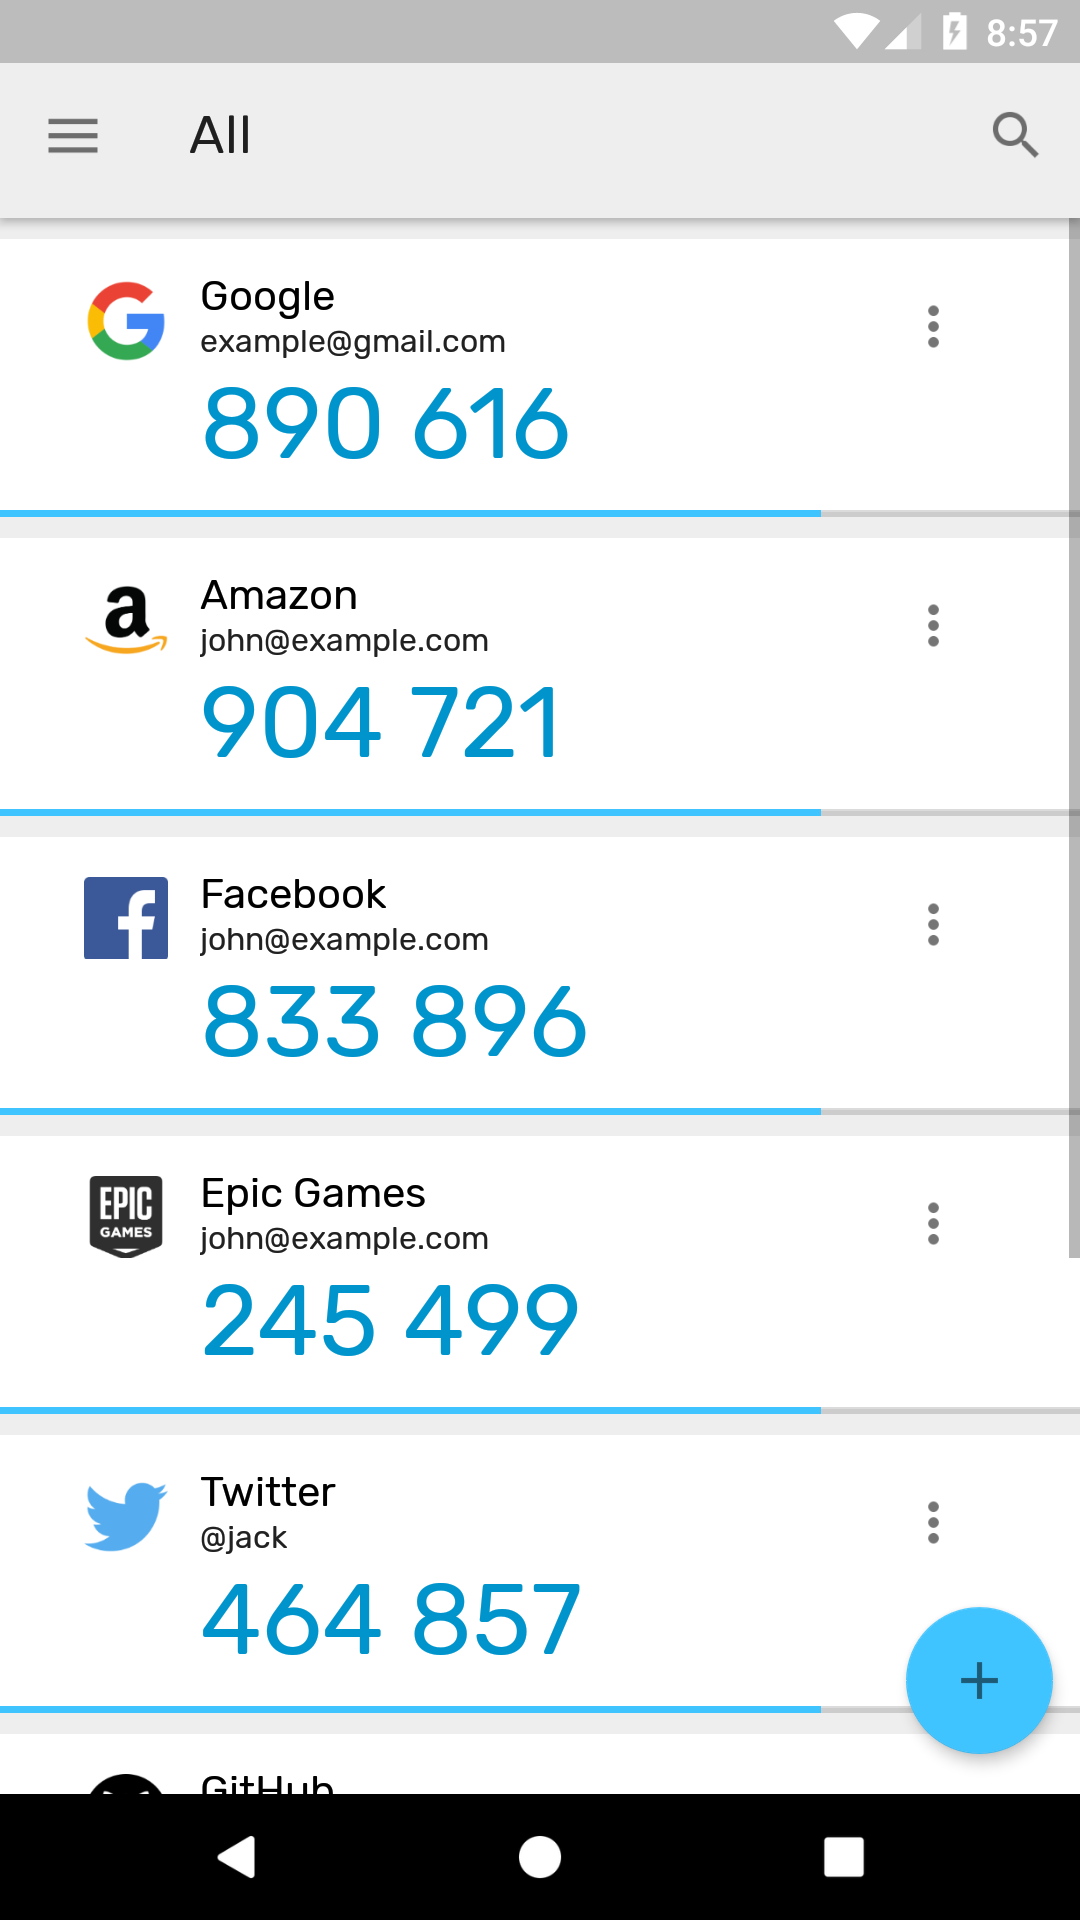 8:57
All
Google
example@gmail.com
890 616
Amazon
john@example.com
904 721
Facebook
john@example.com
833 896
EPIC
GAMES
Epic Games
john@example.com
245 499
Twitter
@jack
464 857
GitHub